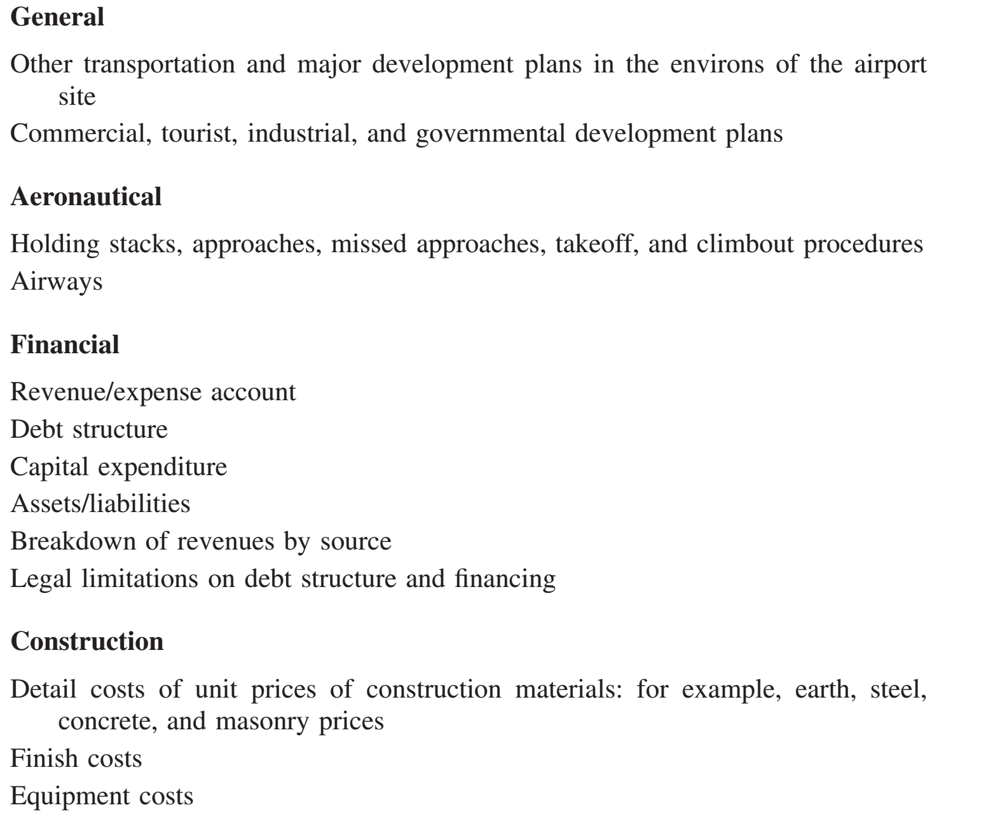 General
Other transportation and major development plans in the environs of the airport
site
Commercial, tourist, industrial, and governmental development plans
Aeronautical
Holding stacks, approaches, missed approaches, takeoff, and climbout procedures
Airways
Financial
Revenue/expense account
Debt structure
Capital expenditure
Assets/liabilities
Breakdown of revenues by source
Legal limitations on debt structure and financing
Construction
Detail costs of unit prices of construction materials: for example, earth, steel,
concrete, and masonry prices
Finish costs
Equipment costs